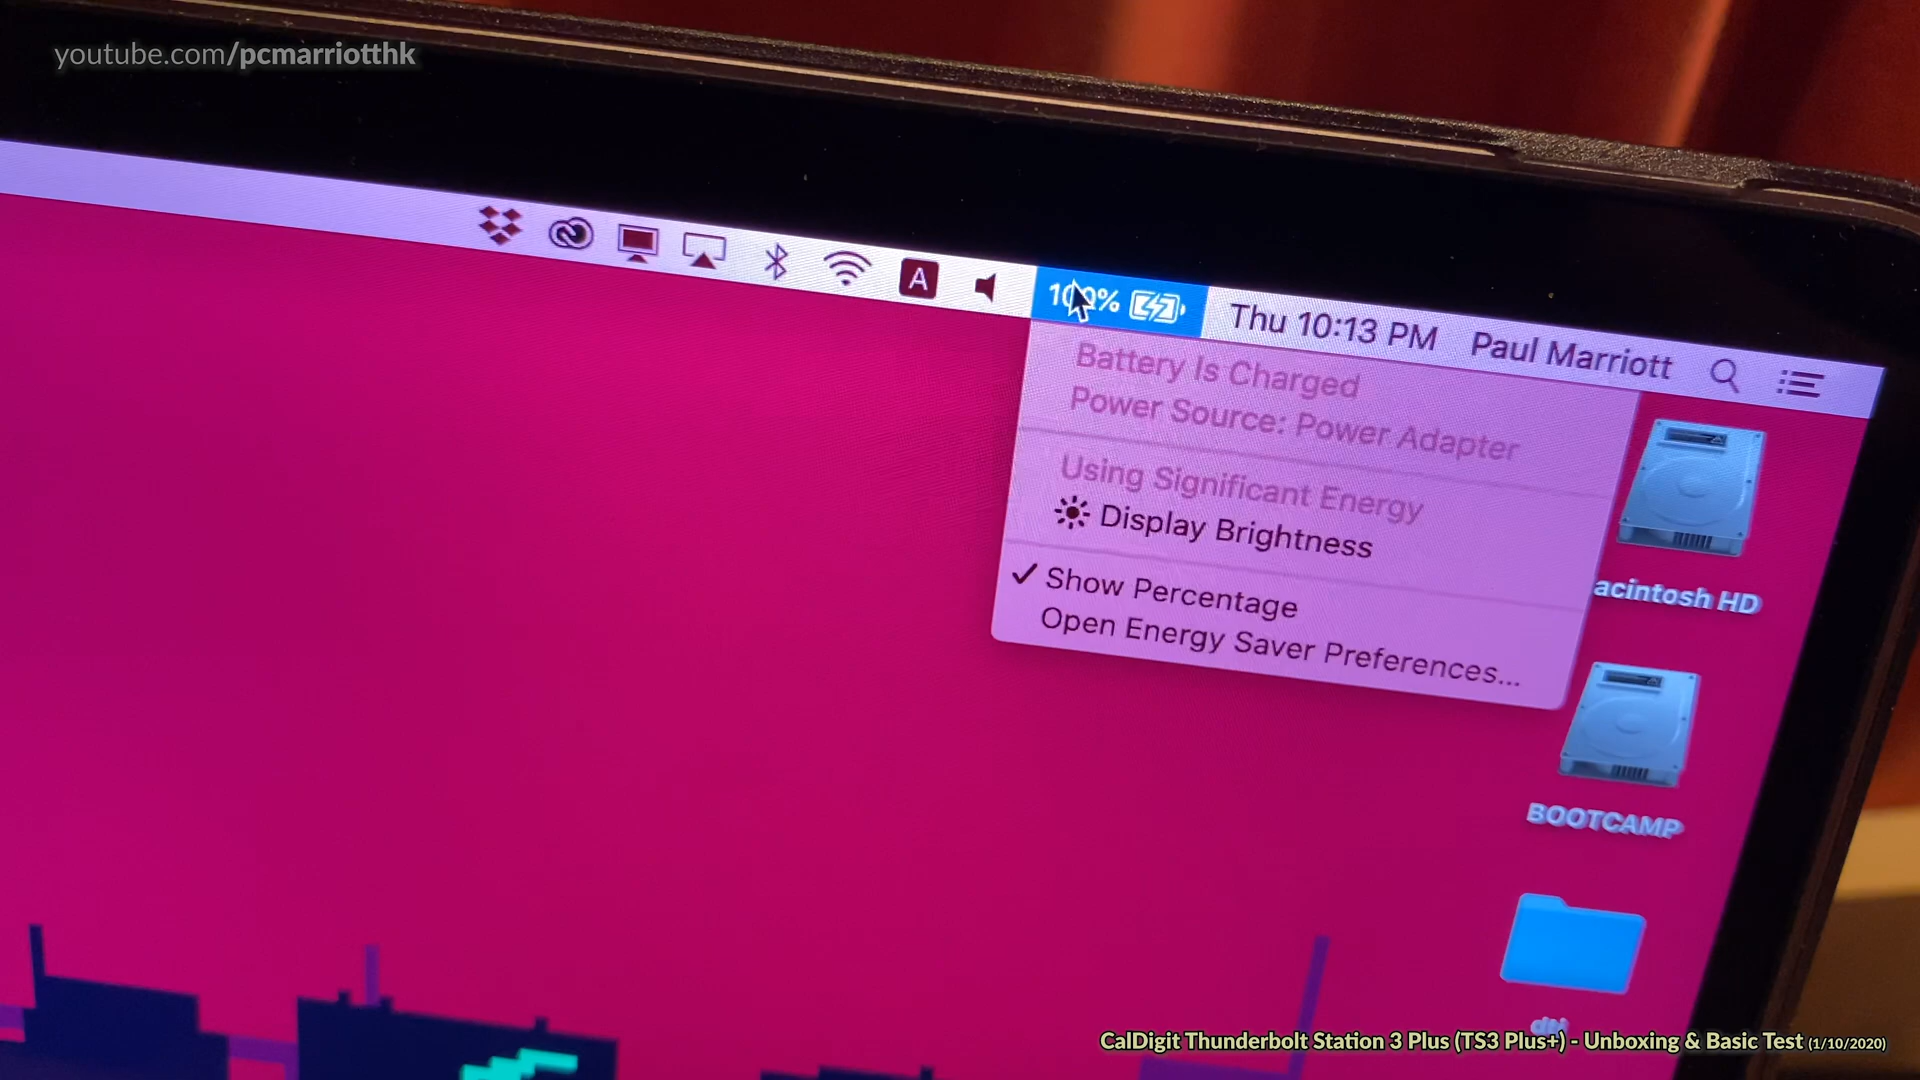 youtube.com/pcmarriotthk
A
100%
Thu 10:13 PM
Paul Marriott
Battery Is Charged
Power Source: Power Adapter
Using Significant Energy
Display Brightness
✓ Show Percentage
Open Energy Saver Preferences...
acintosh HD
BOOTCAMP
CalDigit Thunderbolt Station 3 Plus (TS3 Plus+) - Unboxing & Basic Test (1/10/2020)